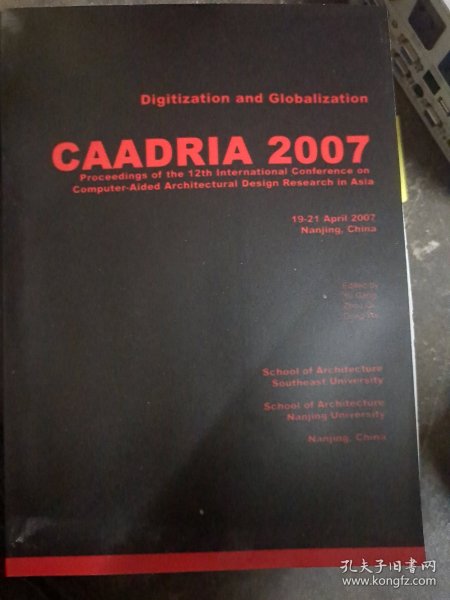 Digitization and Globalization
CAADRIA 2007
Proceedings of the 12th International Conference on
Computer-Aided Architectural Design Research in Asia
19-21 April 2007
Nanjing, China
Edited by
School of Architecture
Southeast University
School of Architecture
Nanjing University
Nanjing, China
孔夫子旧书网
www.kongfz.com